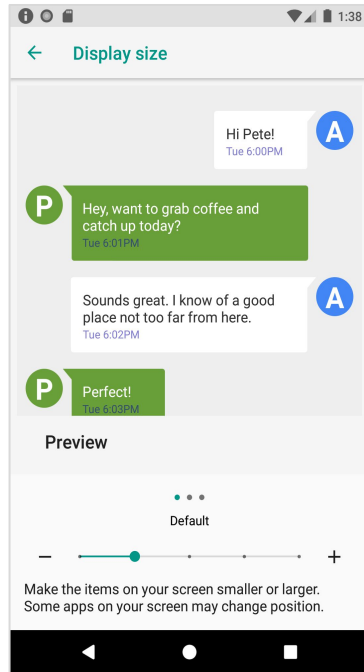 1:38
Display size
Hi Pete!
Tue 6:00PM
A
P
Hey, want to grab coffee and
catch up today?
Tue 6:01PM
Sounds great. I know of a good
place not too far from here.
Tue 6:02PM
A
P
Perfect!
Tue 6:03PM
Preview
Default
Make the items on your screen smaller or larger.
Some apps on your screen may change position.